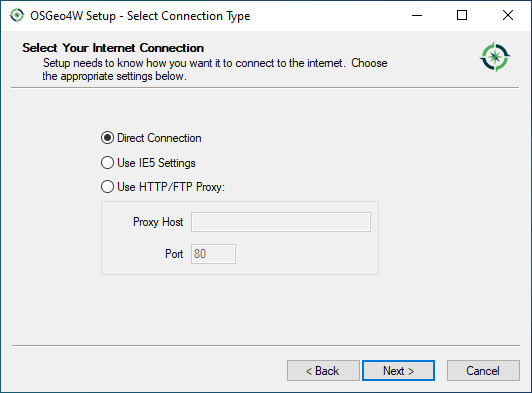 OSGeo4W Setup - Select Connection Type
Select Your Internet Connection
Setup needs to know how you want it to connect to the internet.  Choose
the appropriate settings below.
Direct Connection
Use IE5 Settings
Use HTTP/FTP Proxy:
Proxy Host
Port 80
< Back Next > Cancel